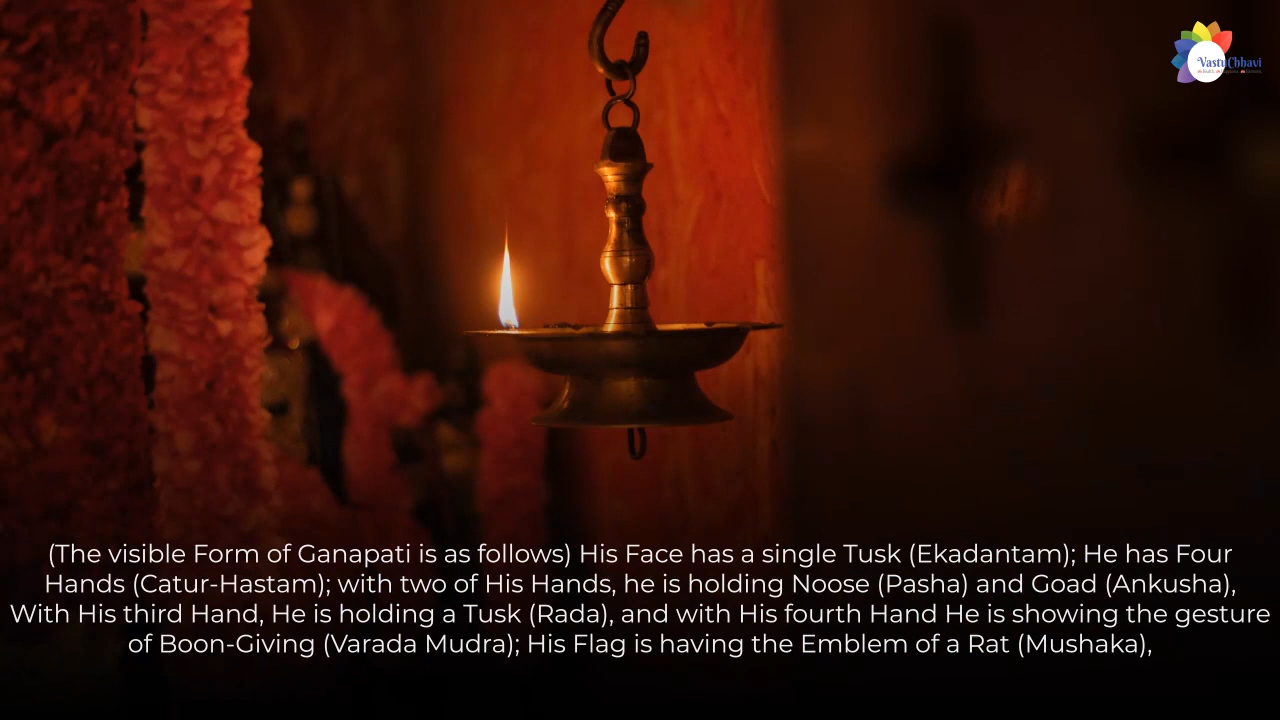 VastuChhavi
(The visible Form of Ganapati is as follows) His Face has a single Tusk (Ekadantam); He has Four
Hands (Catur-Hastam); with two of His Hands, he is holding Noose (Pasha) and Goad (Ankusha),
With His third Hand, He is holding a Tusk (Rada), and with His fourth Hand He is showing the gesture
of Boon-Giving (Varada Mudra); His Flag is having the Emblem of a Rat (Mushaka),